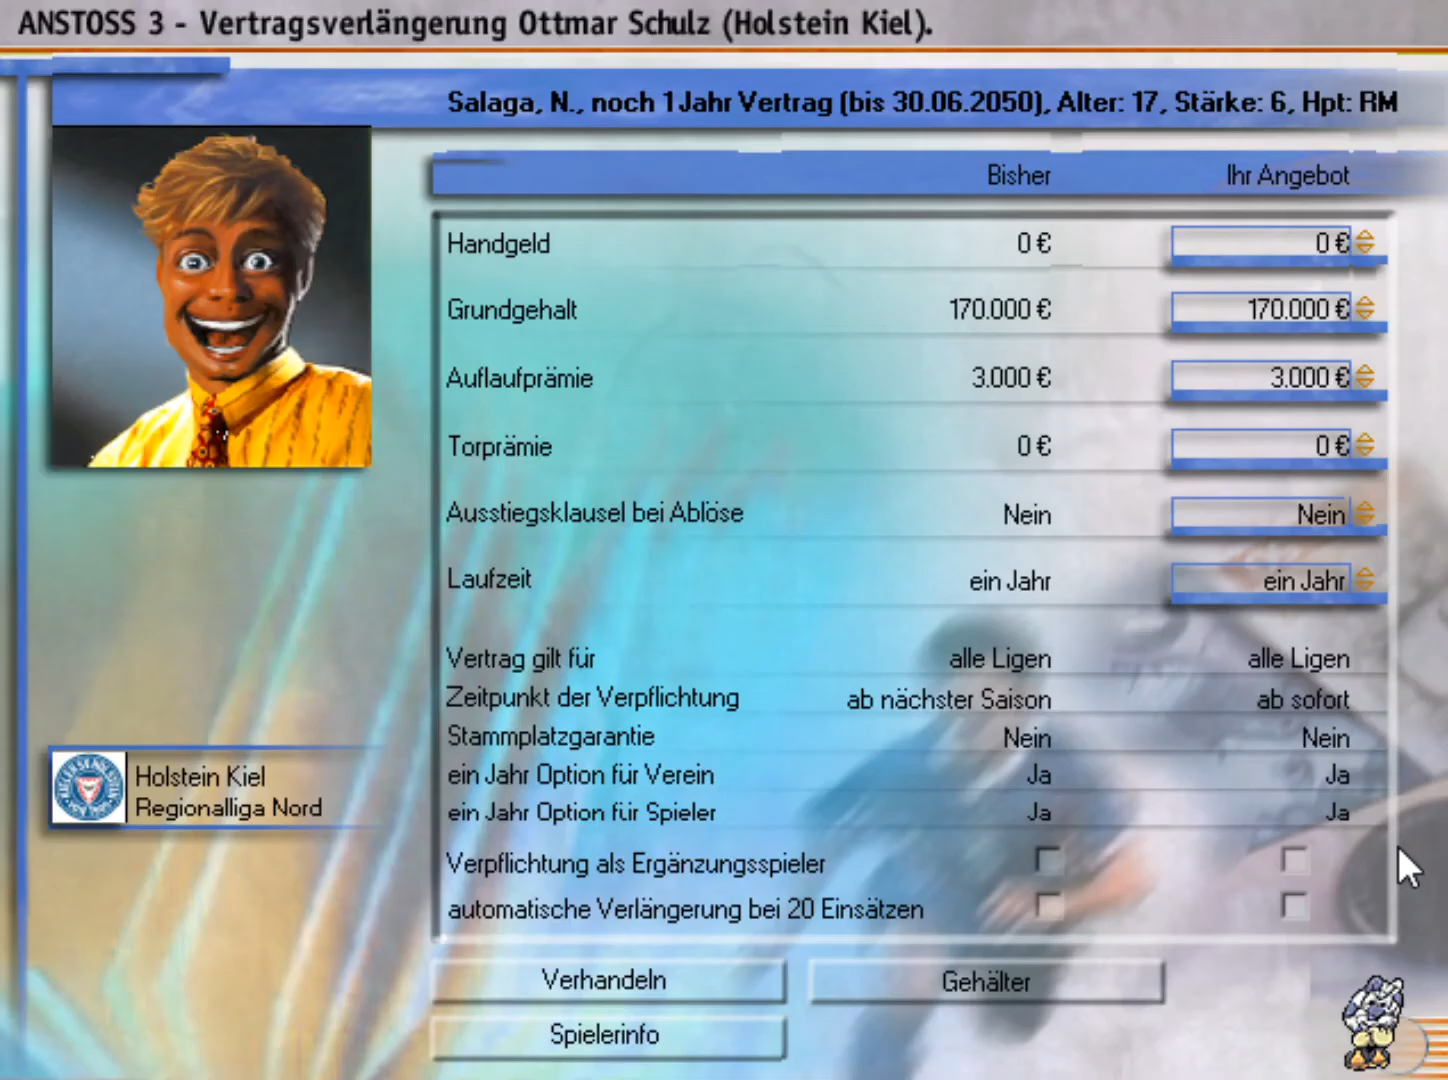 ANSTOSS 3 - Vertragsverlängerung Ottmar Schulz (Holstein Kiel).
Salaga, N., noch 1 Jahr Vertrag (bis 30.06.2050), Alter: 17, Stärke: 6, Hpt: RM
Bisher Ihr Angebot
Handgeld 0 € 0 €
Grundgehalt 170.000 € 170.000 €
Auflaufprämie 3.000 € 3.000 €
Torprämie 0 € 0 €
Ausstiegsklausel bei Ablöse Nein Nein
Laufzeit ein Jahr ein Jahr
Vertrag gilt für alle Ligen alle Ligen
Zeitpunkt der Verpflichtung ab nächster Saison ab sofort
Stammplatzgarantie Nein Nein
ein Jahr Option für Verein Ja Ja
ein Jahr Option für Spieler Ja Ja
Verpflichtung als Ergänzungsspieler
automatische Verlängerung bei 20 Einsätzen
Holstein Kiel
Regionalliga Nord
Verhandeln Gehälter
Spielerinfo